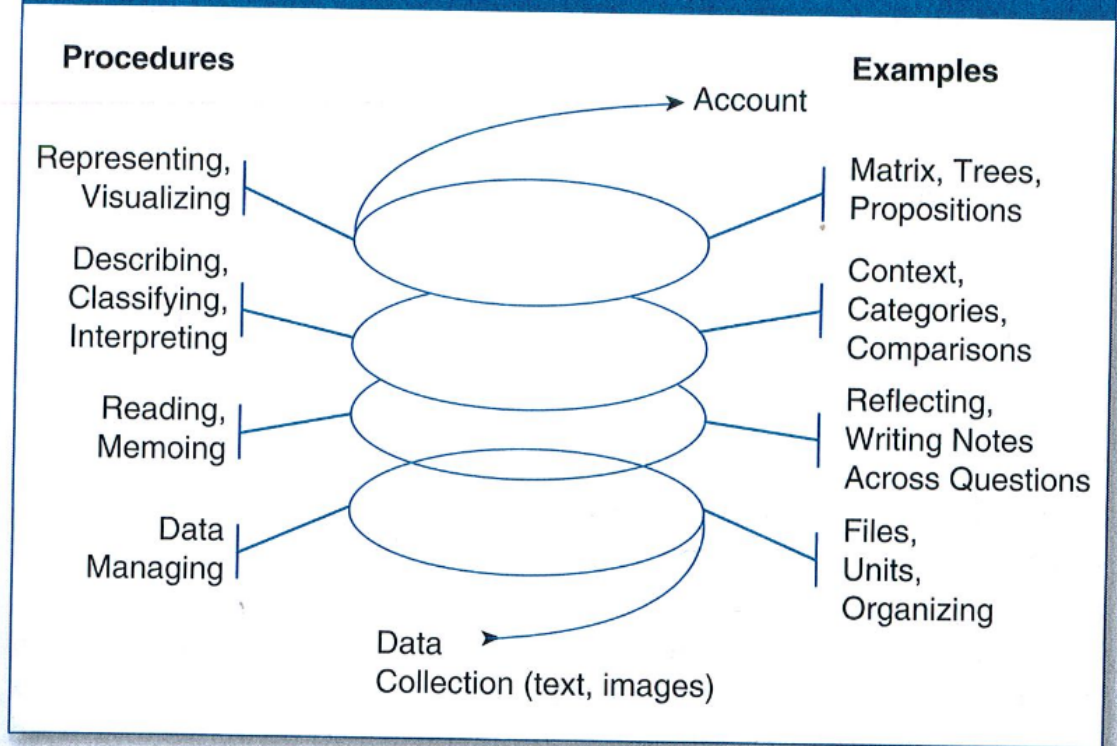 Procedures
Examples
Account
Representing,
Visualizing
Matrix, Trees,
Propositions
Describing,
Classifying,
Interpreting
Context,
Categories,
Comparisons
Reading,
Memoing
Reflecting,
Writing Notes
Across Questions
Data
Managing
Files,
Units,
Organizing
Data
Collection (text, images)